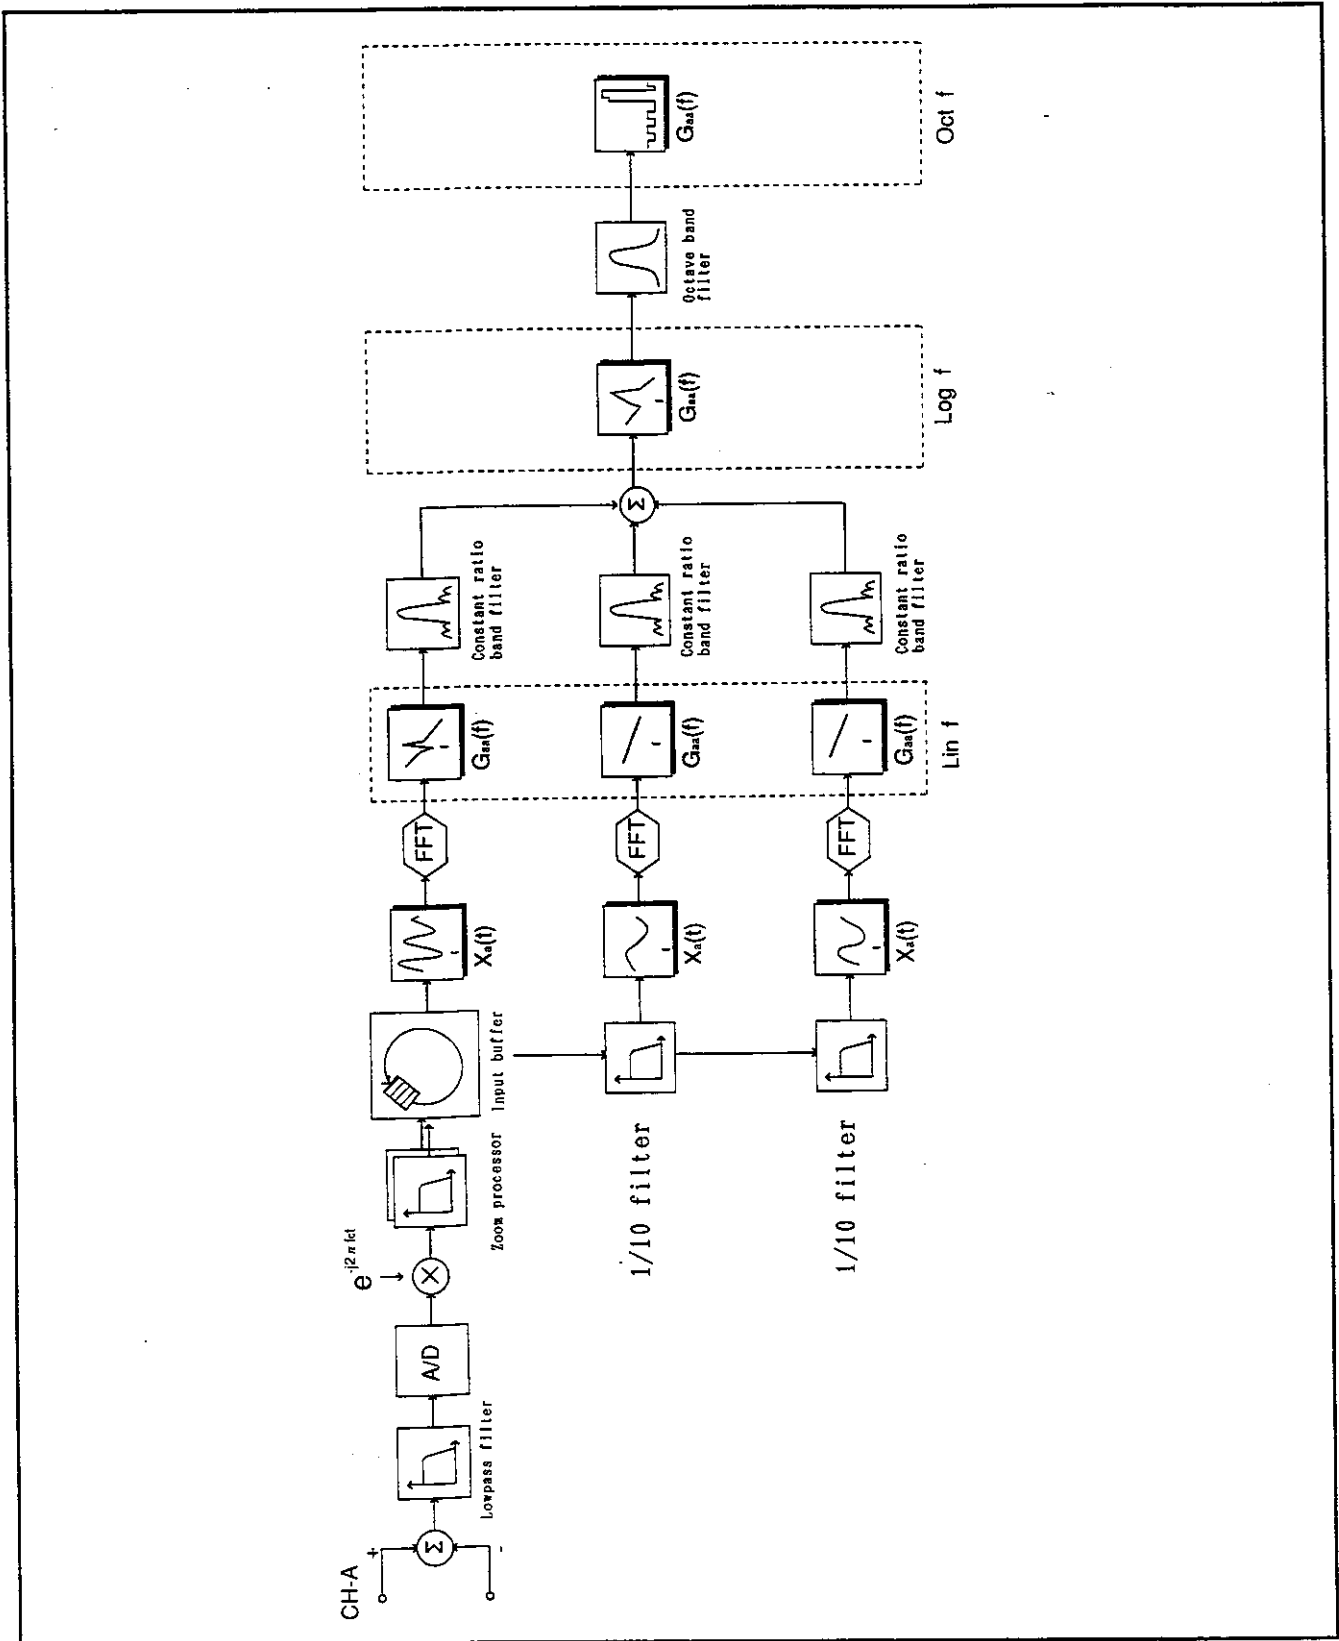 CH-A
+
-
Σ
Lowpass filter
A/D
e^-j2πfct
X
Zoom processor
Input buffer
Xa(t)
FFT
Gaa(f)
Constant ratio
band filter
1/10 filter
Xa(t)
FFT
Gaa(f)
Constant ratio
band filter
1/10 filter
Xa(t)
FFT
Gaa(f)
Constant ratio
band filter
Lin f
Σ
Gaa(f)
Log f
Octave band
filter
Gaa(f)
Oct f